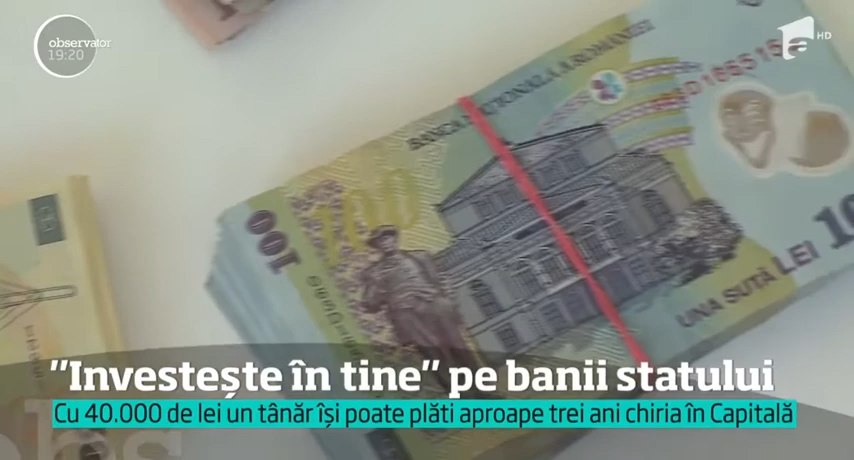 observator
19:20
a HD
BANCA NAȚIONALĂ A ROMÂNIEI
100
100
UNA SUTĂ LEI
"Investește în tine" pe banii statului
Cu 40.000 de lei un tânăr își poate plăti aproape trei ani chiria în Capitală